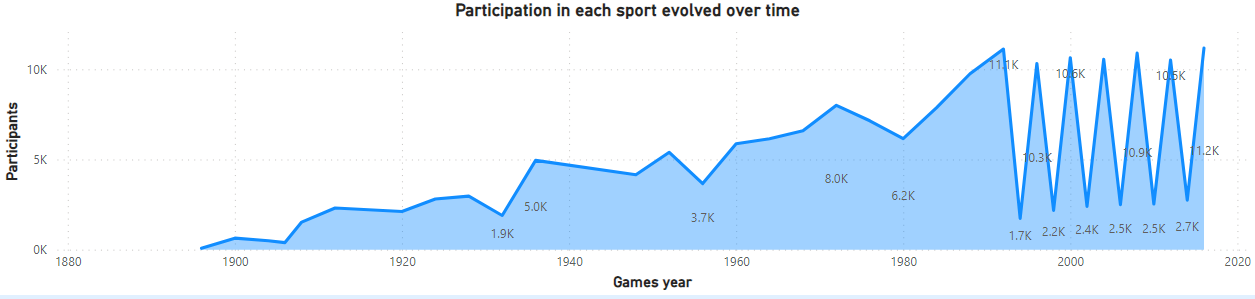 Participation in each sport evolved over time
Participants
10K
5K
0K
11.1K
10.6K
10.5K
10.3K
10.9K
11.2K
8.0K
6.2K
5.0K
3.7K
1.9K
1.7K
2.2K
2.4K
2.5K
2.5K
2.7K
1880 1900 1920 1940 1960 1980 2000 2020
Games year